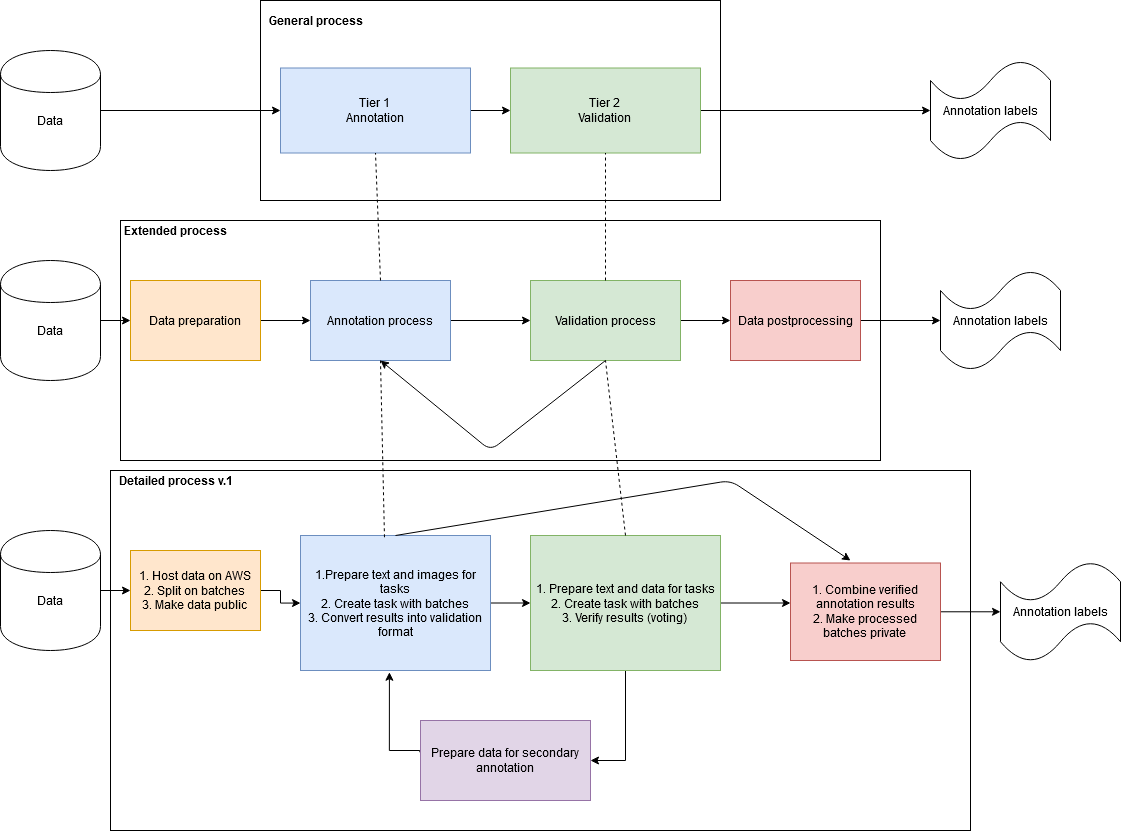 General process
Data
Tier 1
Annotation
Tier 2
Validation
Annotation labels
Extended process
Data
Data preparation
Annotation process
Validation process
Data postprocessing
Annotation labels
Detailed process v.1
Data
1. Host data on AWS
2. Split on batches
3. Make data public
1.Prepare text and images for
tasks
2. Create task with batches
3. Convert results into validation
format
1. Prepare text and data for tasks
2. Create task with batches
3. Verify results (voting)
1. Combine verified
annotation results
2. Make processed
batches private
Annotation labels
Prepare data for secondary
annotation